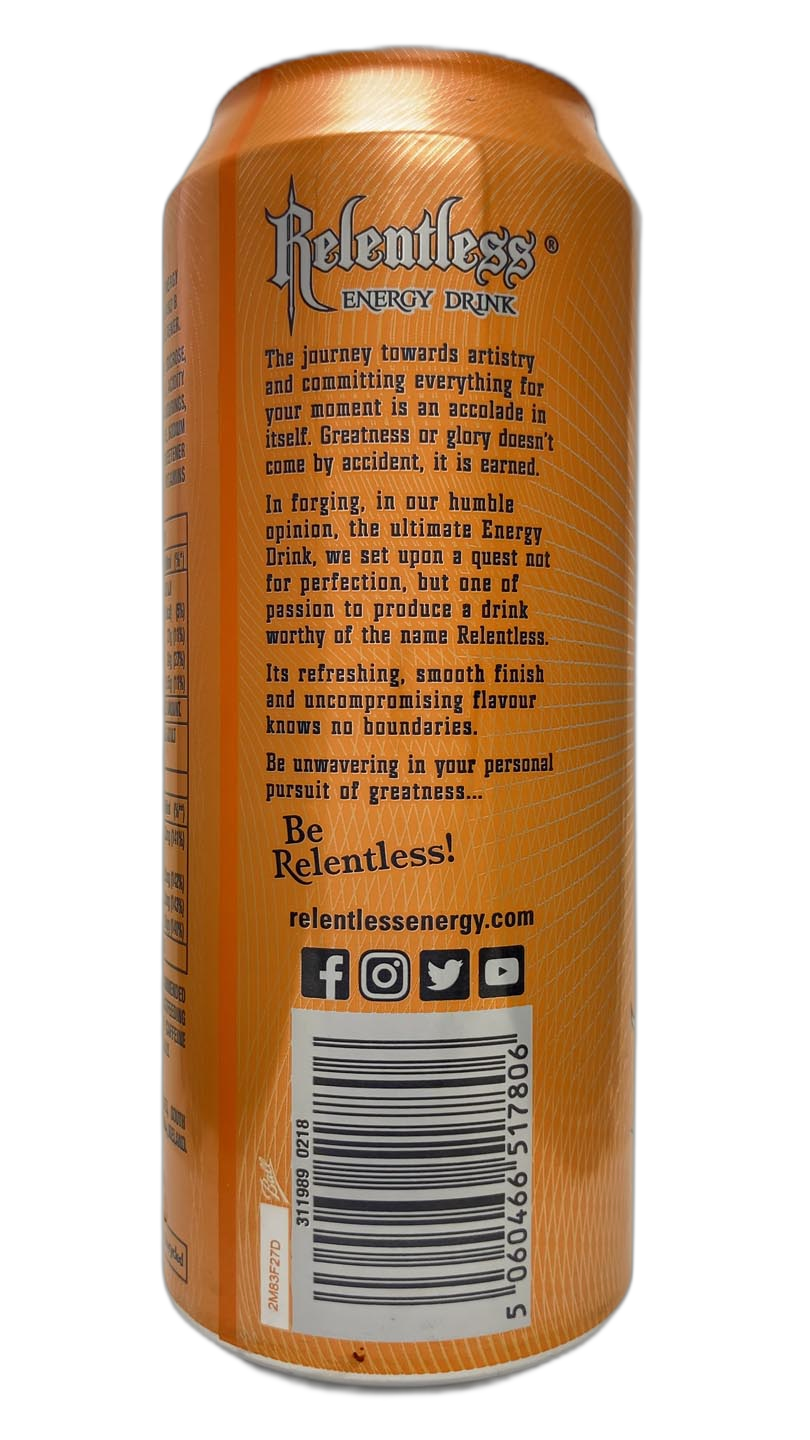 Relentless®
ENERGY DRINK
The journey towards artistry
and committing everything for
your moment is an accolade in
itself. Greatness or glory doesn't
come by accident, it is earned.
In forging, in our humble
opinion, the ultimate Energy
Drink, we set upon a quest not
for perfection, but one of
passion to produce a drink
worthy of the name Relentless.
Its refreshing, smooth finish
and uncompromising flavour
knows no boundaries.
Be unwavering in your personal
pursuit of greatness...
Be
Relentless!
relentlessenergy.com
311989 0218
5 060466 517806
Ball
2M83F27D